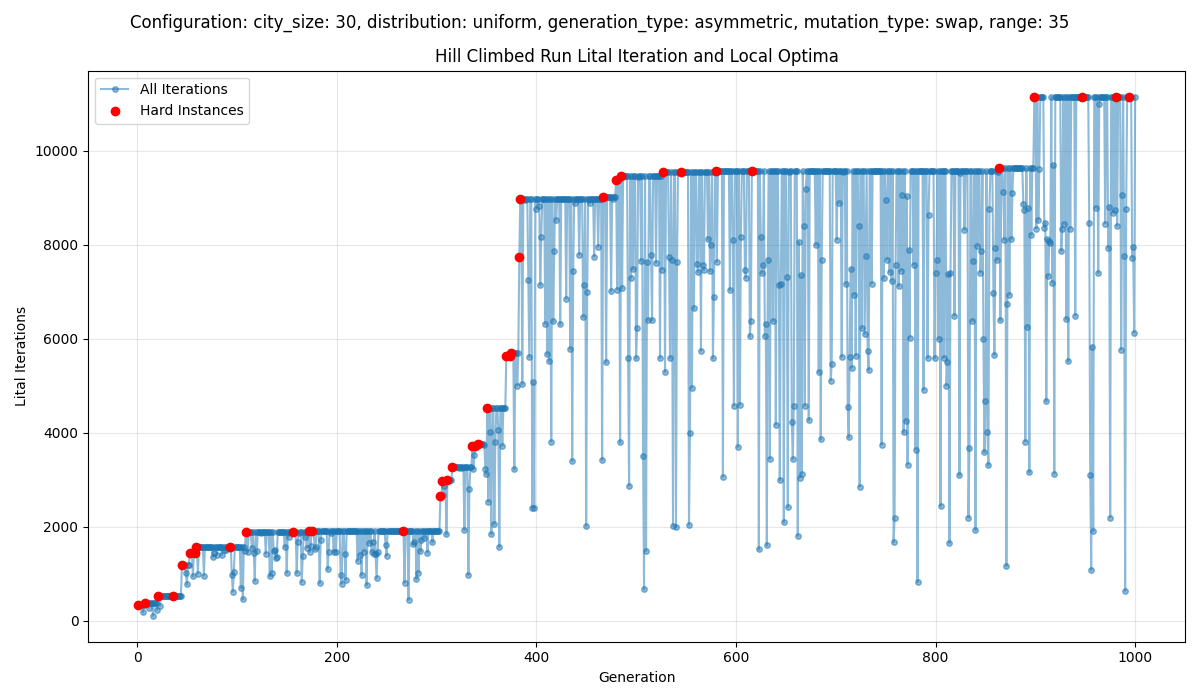 Configuration: city_size: 30, distribution: uniform, generation_type: asymmetric, mutation_type: swap, range: 35
Hill Climbed Run Lital Iteration and Local Optima
All Iterations
Hard Instances
Lital Iterations
10000
8000
6000
4000
2000
0
0 200 400 600 800 1000
Generation